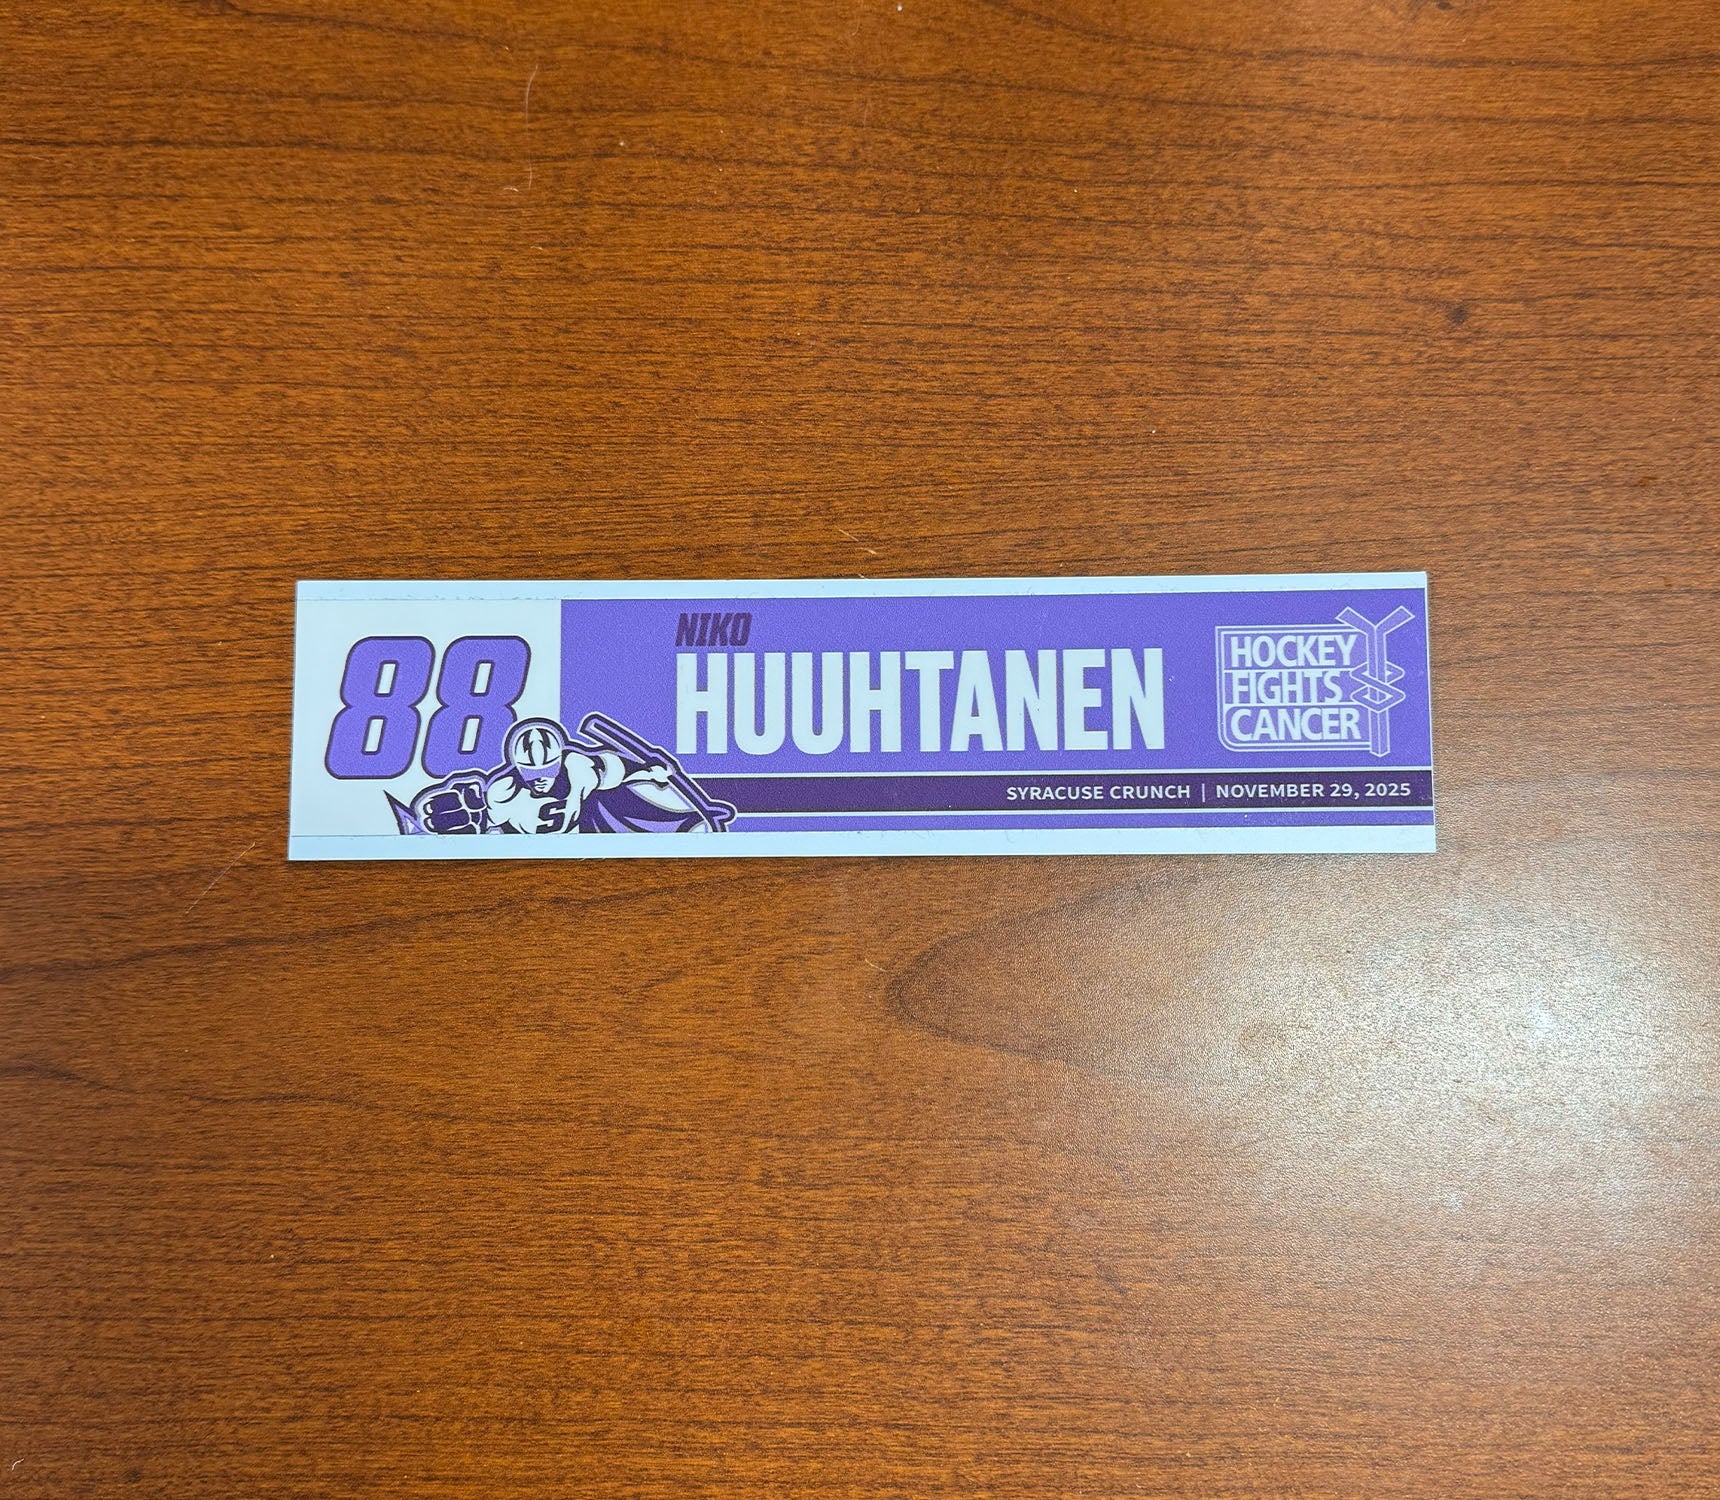 88
NIKO
HUUHTANEN
HOCKEY
FIGHTS
CANCER
S
SYRACUSE CRUNCH | NOVEMBER 29, 2025